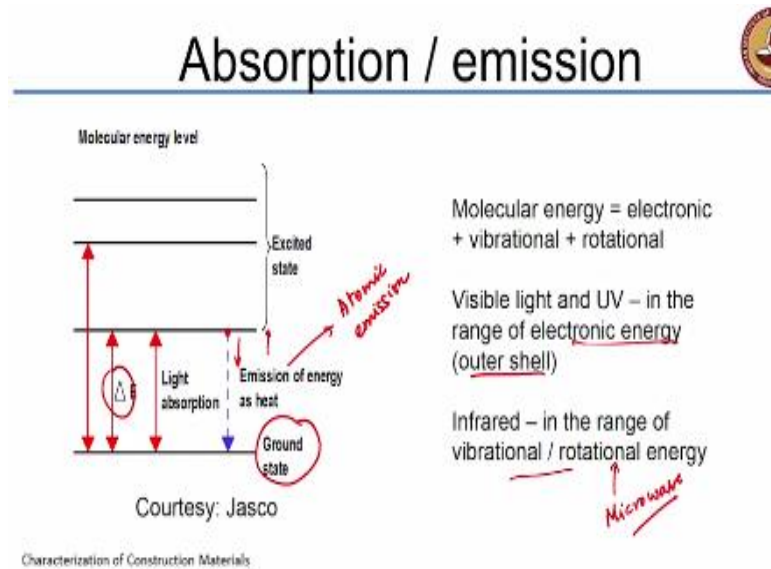 Absorption / emission
Molecular energy level
Excited
state
Atomic
emission
Δ E
Light
absorption
Emission of energy
as heat
Ground
state
Courtesy: Jasco
Molecular energy = electronic
+ vibrational + rotational
Visible light and UV – in the
range of electronic energy
(outer shell)
Infrared – in the range of
vibrational / rotational energy
Microwave
Characterization of Construction Materials